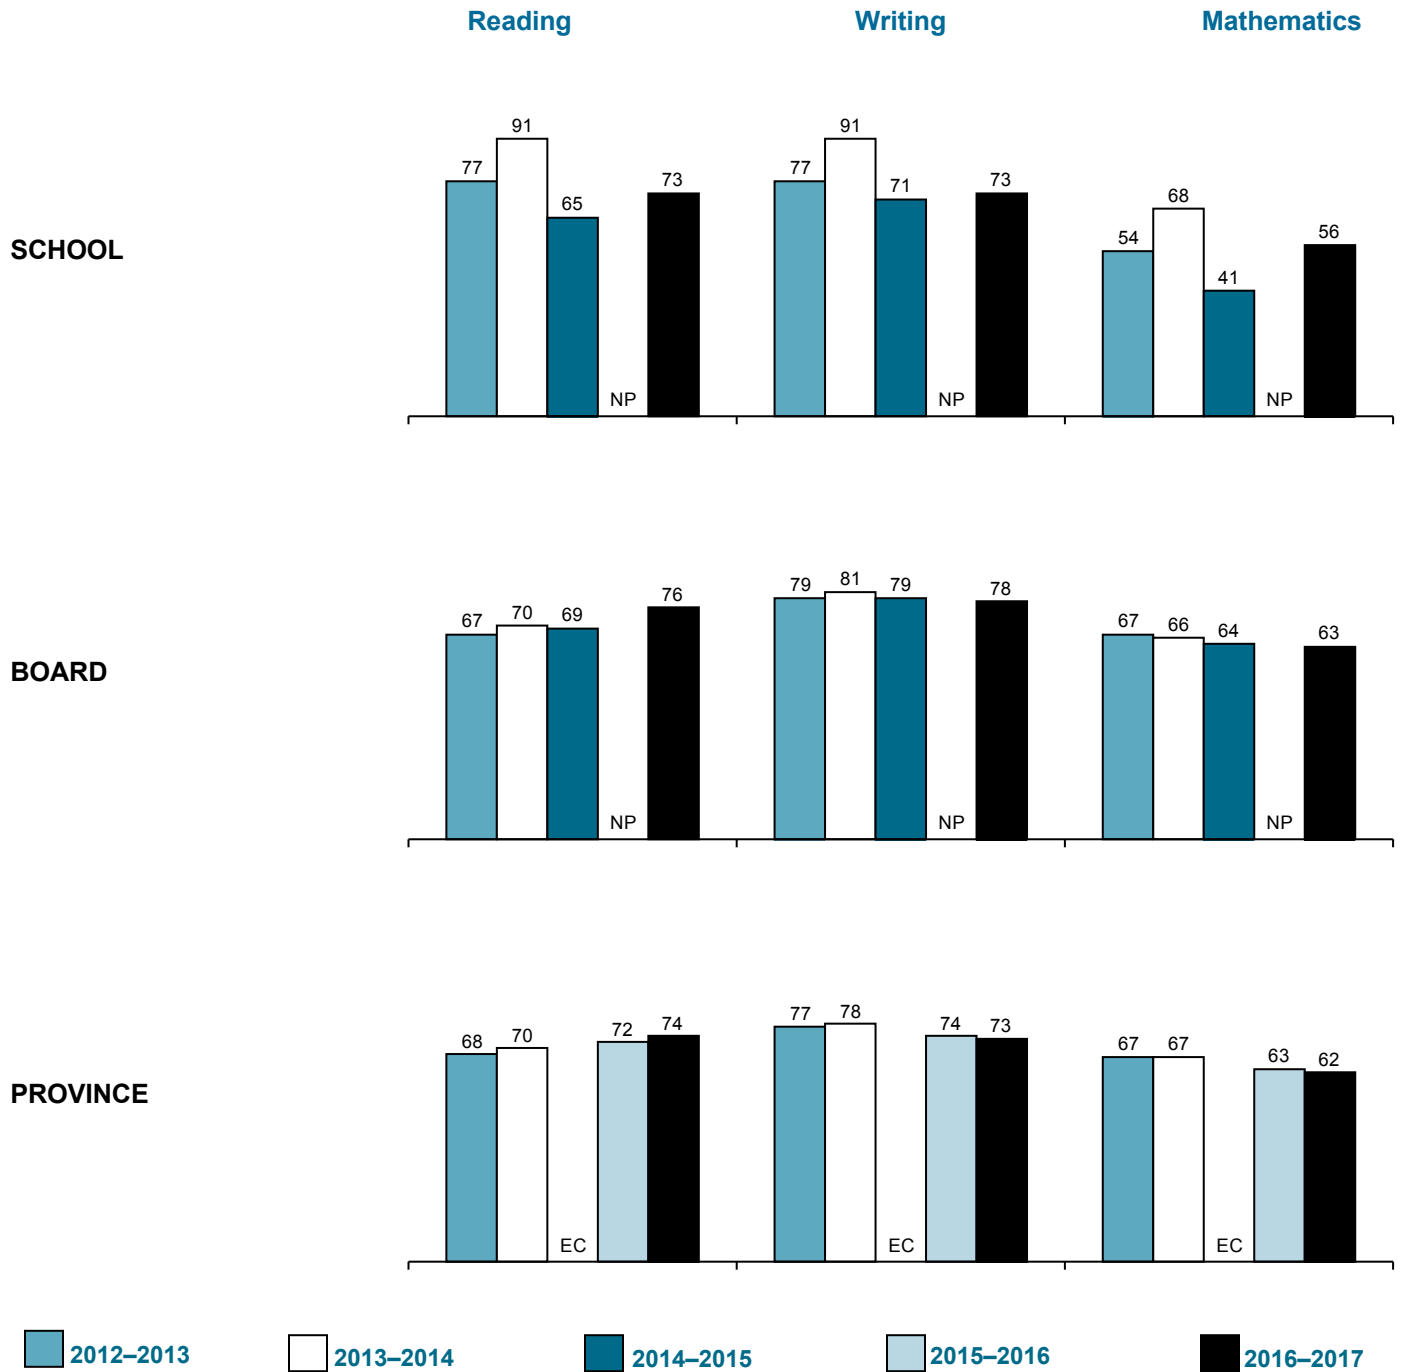 Reading Writing Mathematics
SCHOOL
77 91 65 NP 73 77 91 71 NP 73 54 68 41 NP 56
BOARD
67 70 69 NP 76 79 81 79 NP 78 67 66 64 NP 63
PROVINCE
68 70 EC 72 74 77 78 EC 74 73 67 67 EC 63 62
2012–2013 2013–2014 2014–2015 2015–2016 2016–2017